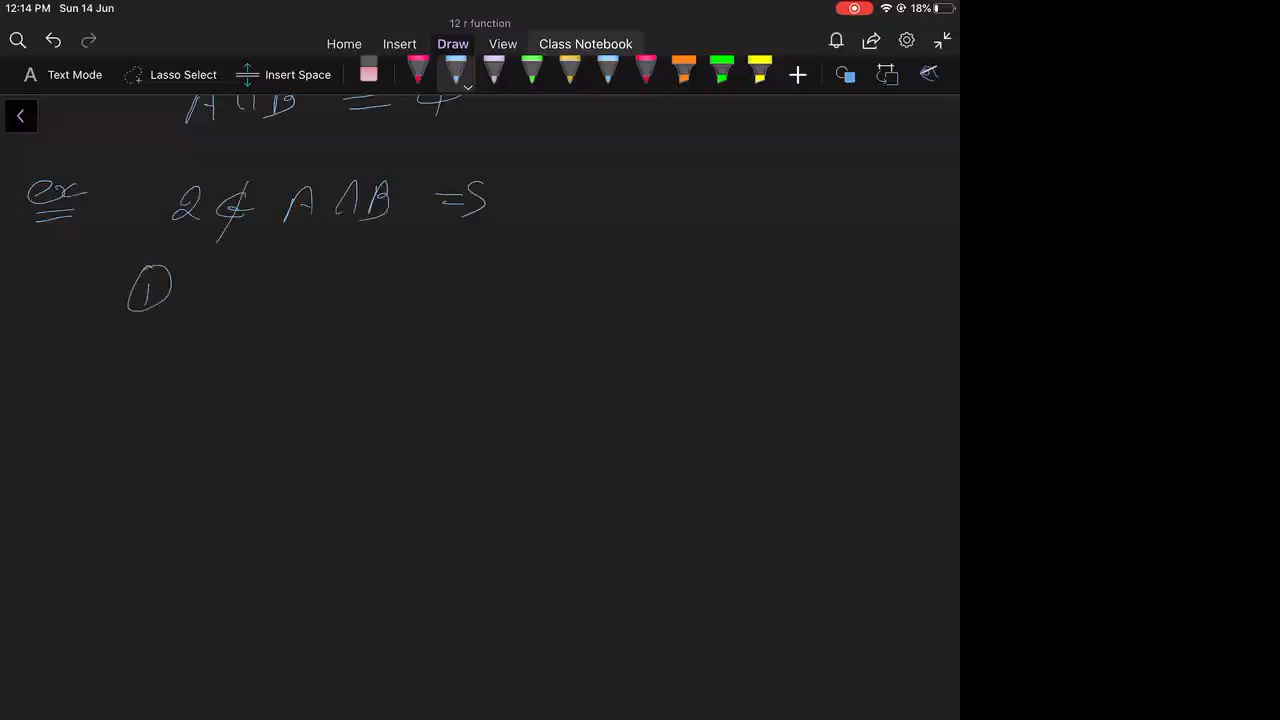 12:14 PM Sun 14 Jun 18%
12 r function
Home Insert Draw View Class Notebook
A Text Mode Lasso Select Insert Space
A ∩ B = φ
ex 2 ∉ A ∩ B ⇒
①